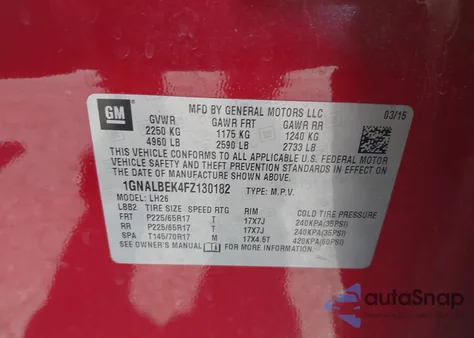 GM
MFD BY GENERAL MOTORS LLC
03/15
GVWR GAWR FRT GAWR RR
2250 KG 1175 KG 1240 KG
4960 LB 2590 LB 2733 LB
THIS VEHICLE CONFORMS TO ALL APPLICABLE U.S. FEDERAL MOTOR
VEHICLE SAFETY AND THEFT PREVENTION STANDARDS IN EFFECT ON
THE DATE OF MANUFACTURE SHOWN ABOVE.
1GNALBEK4FZ130182 TYPE: M.P.V.
MODEL: LH26
LBB2 TIRE SIZE SPEED RTG RIM COLD TIRE PRESSURE
FRT P225/65R17 T 17X7J 240KPA(35PSI)
RR P225/65R17 T 17X7J 240KPA(35PSI)
SPA T145/70R17 M 17X4.5T 420KPA(60PSI)
SEE OWNER'S MANUAL FOR MORE INFORMATION.
autoSnap